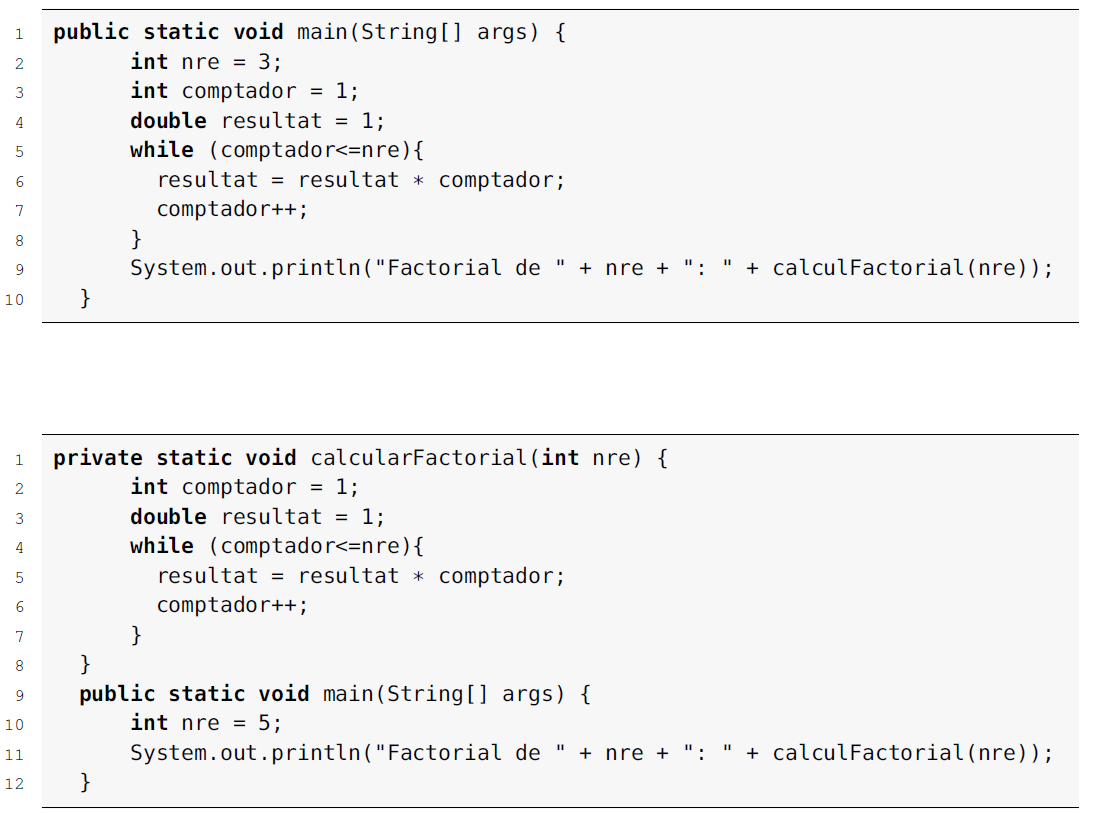 1 public static void main(String[] args) {
2 int nre = 3;
3 int comptador = 1;
4 double resultat = 1;
5 while (comptador<=nre){
6 resultat = resultat * comptador;
7 comptador++;
8 }
9 System.out.println("Factorial de " + nre + ": " + calculFactorial(nre));
10 }
1 private static void calcularFactorial(int nre) {
2 int comptador = 1;
3 double resultat = 1;
4 while (comptador<=nre){
5 resultat = resultat * comptador;
6 comptador++;
7 }
8 }
9 public static void main(String[] args) {
10 int nre = 5;
11 System.out.println("Factorial de " + nre + ": " + calculFactorial(nre));
12 }